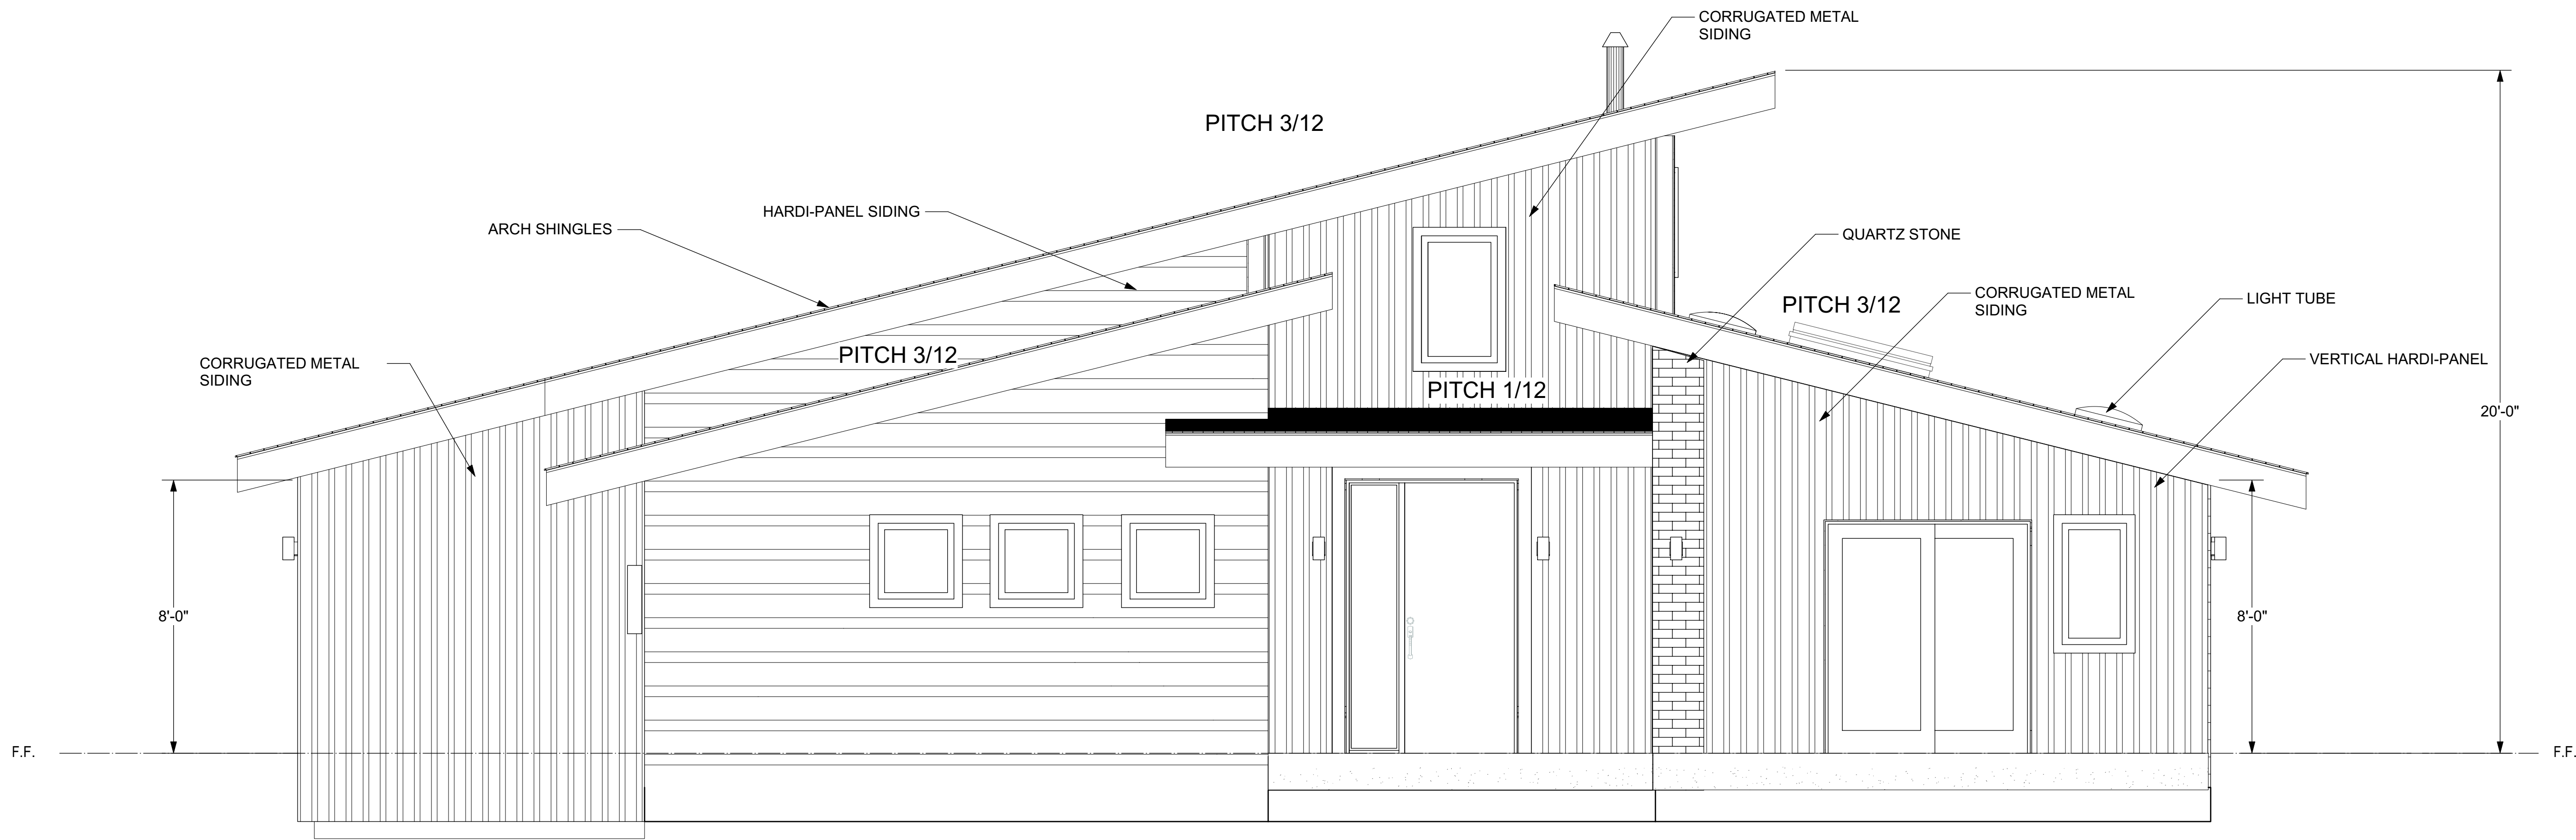 CORRUGATED METAL
SIDING
PITCH 3/12
HARDI-PANEL SIDING
ARCH SHINGLES
QUARTZ STONE
CORRUGATED METAL
SIDING
PITCH 3/12
LIGHT TUBE
PITCH 3/12
CORRUGATED METAL
SIDING
VERTICAL HARDI-PANEL
PITCH 1/12
20'-0"
8'-0"
8'-0"
F.F.
F.F.